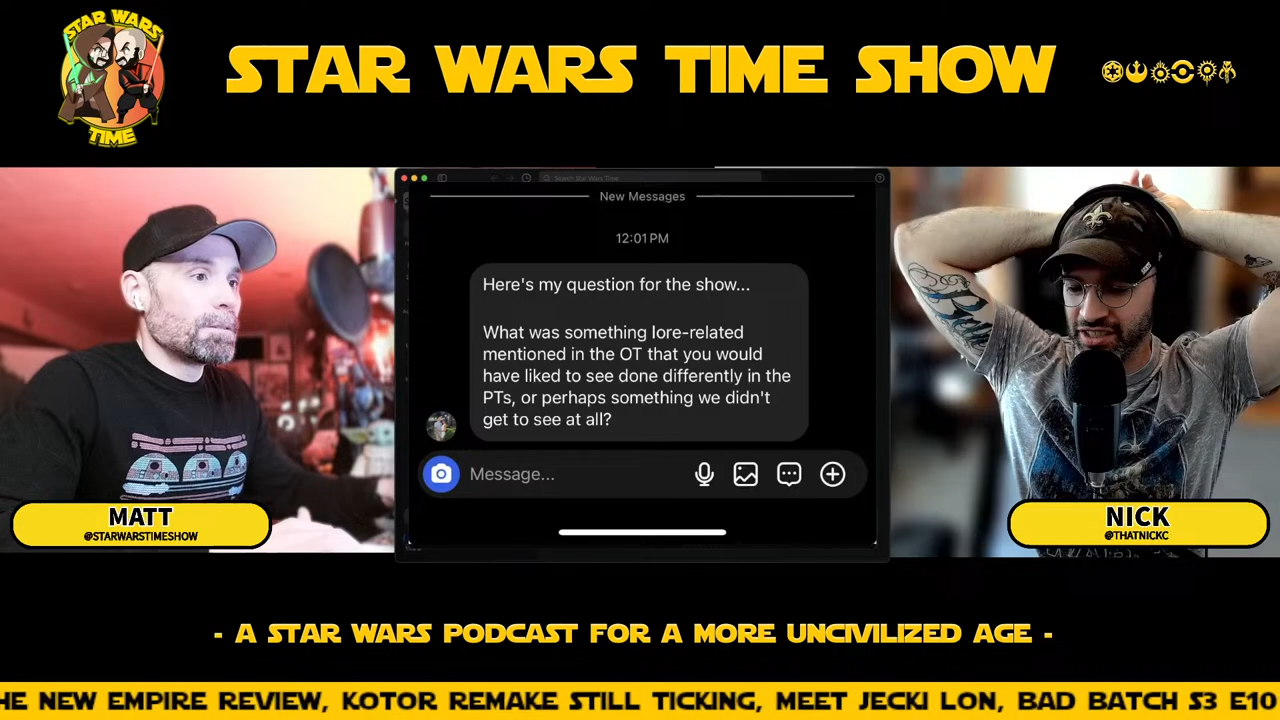 STAR WARS
TIME
STAR WARS TIME SHOW
Search Star Wars Time
New Messages
12:01 PM
Here's my question for the show...
What was something lore-related
mentioned in the OT that you would
have liked to see done differently in the
PTs, or perhaps something we didn't
get to see at all?
Message...
MATT
@STARWARSTIMESHOW
NICK
@THATNICKC
- A STAR WARS PODCAST FOR A MORE UNCIVILIZED AGE -
HE NEW EMPIRE REVIEW, KOTOR REMAKE STILL TICKING, MEET JECKI LON, BAD BATCH S3 E10